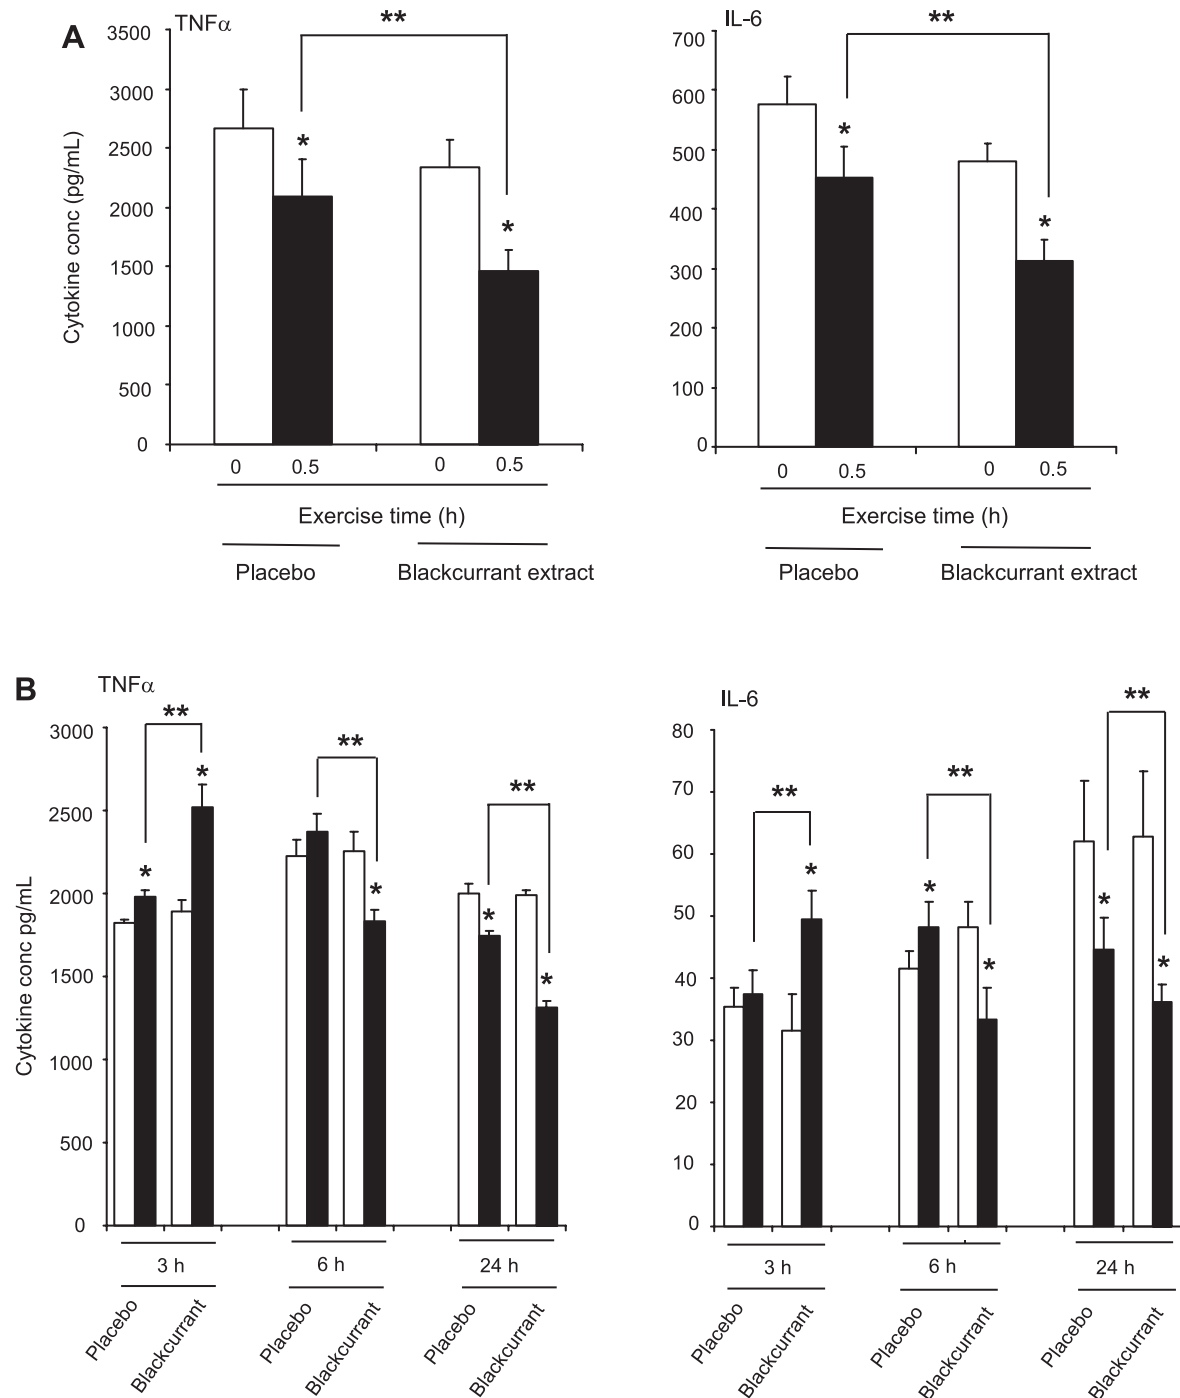 A
TNFα
**
3500
3000
2500
2000
1500
1000
500
0
Cytokine conc (pg/mL)
*
*
0 0.5 0 0.5
Exercise time (h)
Placebo Blackcurrant extract
IL-6
**
700
600
500
400
300
200
100
0
*
*
0 0.5 0 0.5
Exercise time (h)
Placebo Blackcurrant extract
B
TNFα
3000
2500
2000
1500
1000
500
0
Cytokine conc pg/mL
** ** **
* * * * *
3 h 6 h 24 h
Placebo Blackcurrant Placebo Blackcurrant Placebo Blackcurrant
IL-6
80
70
60
50
40
30
20
10
0
** ** **
* * * * *
3 h 6 h 24 h
Placebo Blackcurrant Placebo Blackcurrant Placebo Blackcurrant